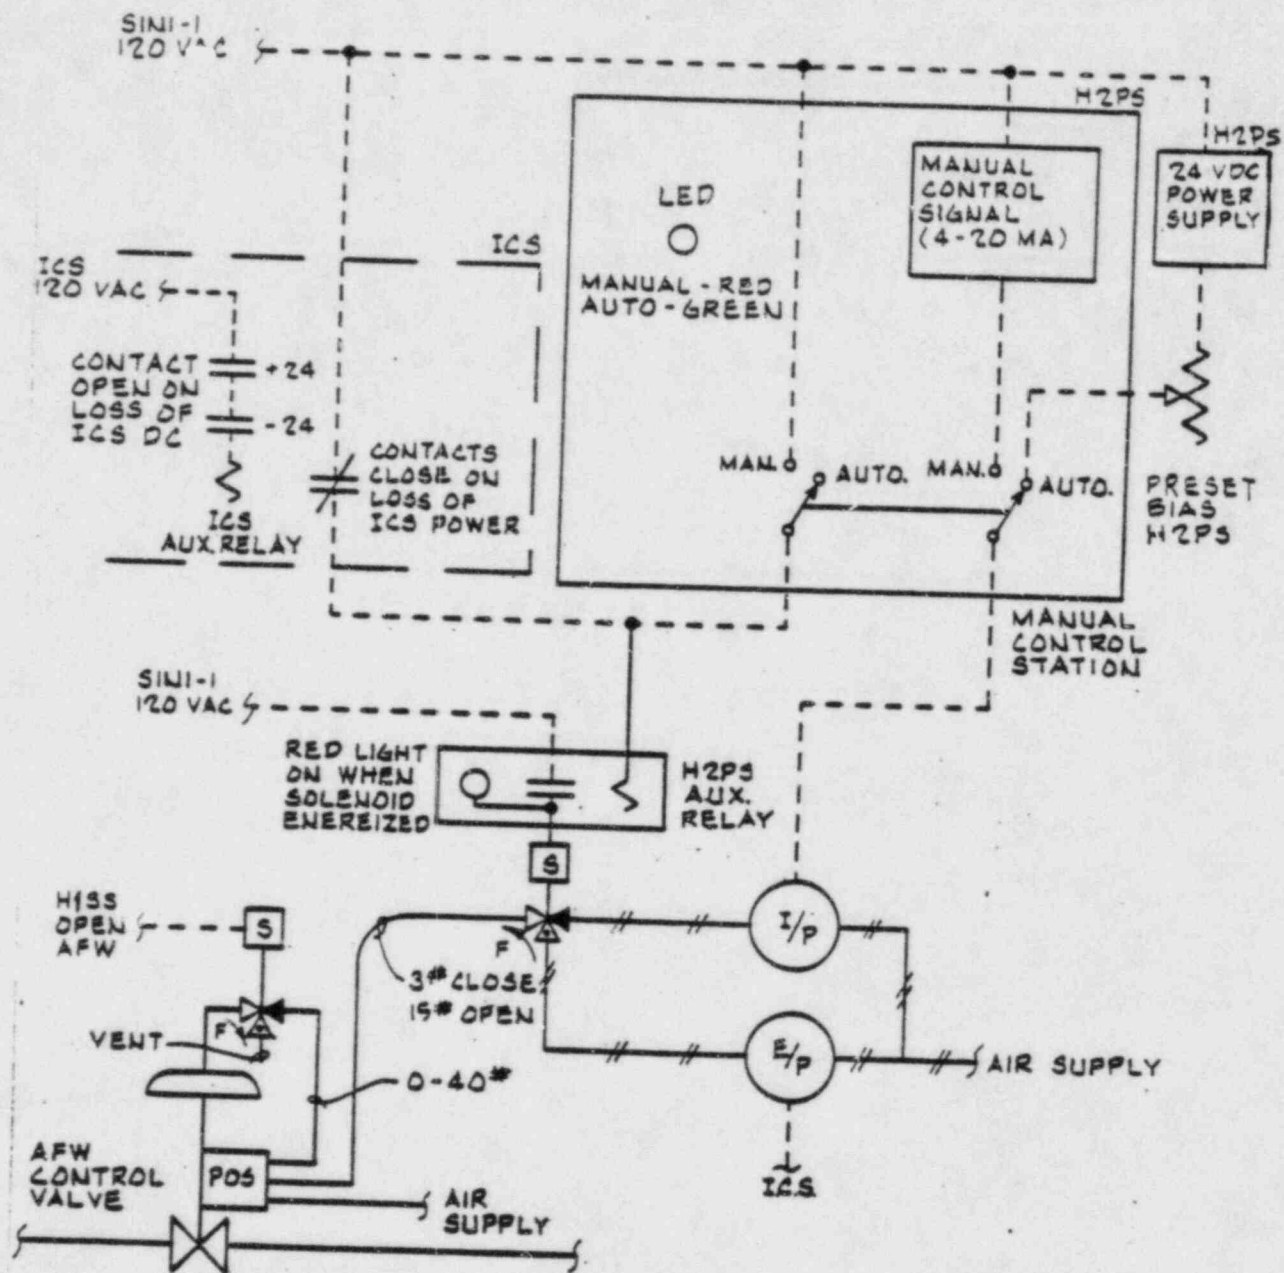 SINI-1
120 VAC
H2PS
H2PS
24 VDC
POWER
SUPPLY
MANUAL
CONTROL
SIGNAL
(4-20 MA)
LED
MANUAL - RED
AUTO - GREEN
ICS
ICS
120 VAC
CONTACT
OPEN ON
LOSS OF
ICS DC
+24
-24
ICS
AUX. RELAY
CONTACTS
CLOSE ON
LOSS OF
ICS POWER
MAN.
AUTO.
MAN.
AUTO.
PRESET
BIAS
H2PS
MANUAL
CONTROL
STATION
SINI-1
120 VAC
RED LIGHT
ON WHEN
SOLENOID
ENEREIZED
H2PS
AUX.
RELAY
S
HISS
OPEN
AFW
S
F
3# CLOSE
15# OPEN
I/P
E/P
AIR SUPPLY
I.C.S.
F
VENT
0-40#
AFW
CONTROL
VALVE
POS
AIR
SUPPLY